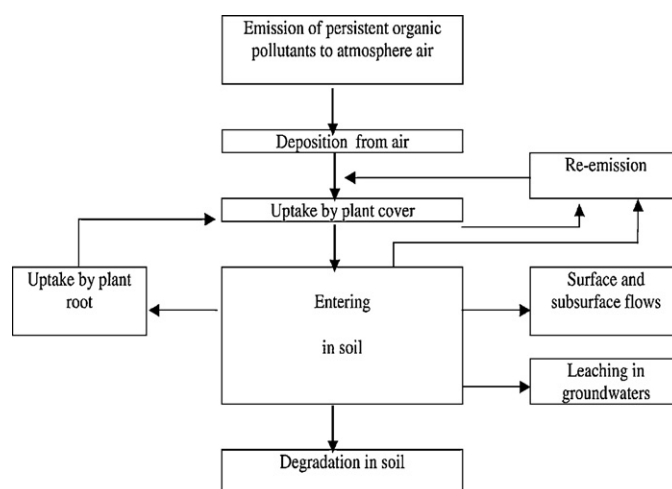 Emission of persistent organic
pollutants to atmosphere air
Deposition from air
Re-emission
Uptake by plant cover
Uptake by plant
root
Entering
in soil
Surface and
subsurface flows
Leaching in
groundwaters
Degradation in soil